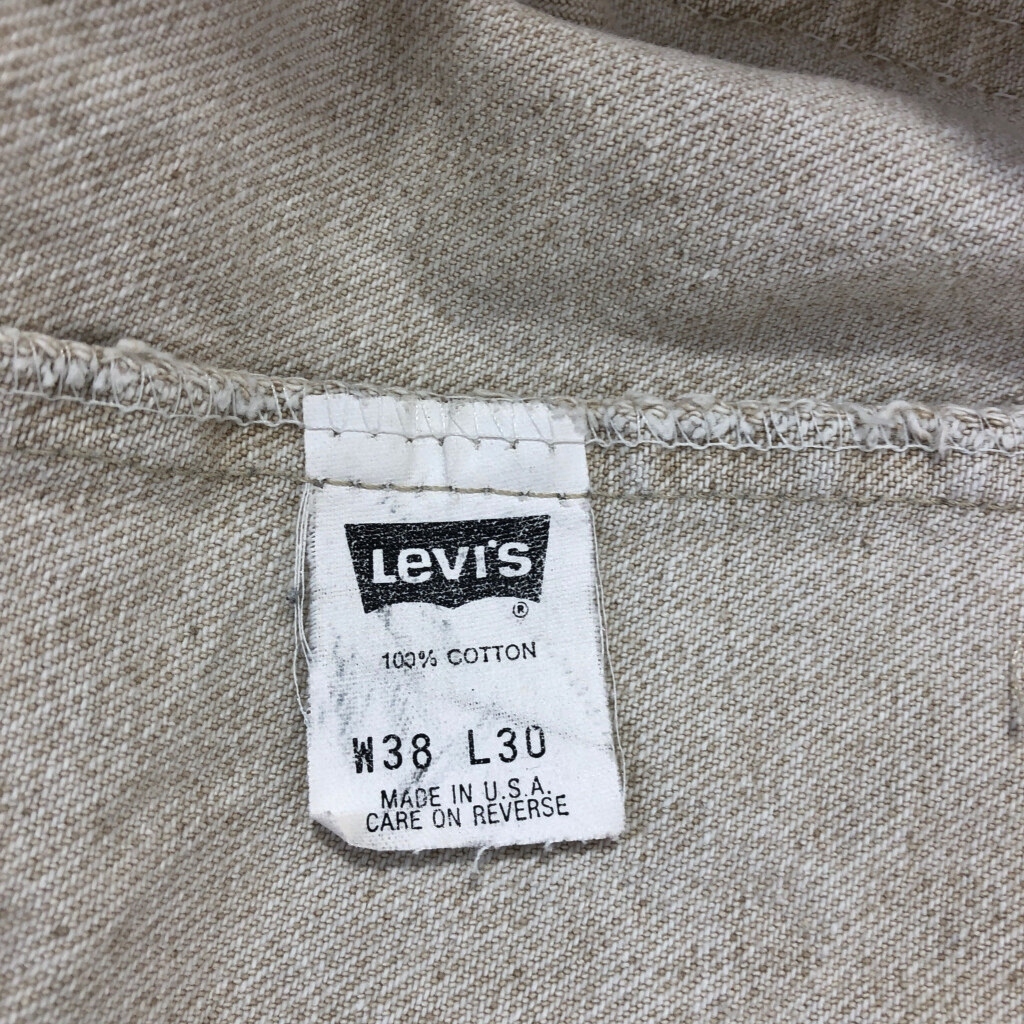 Levi's
®
100% COTTON
W38 L30
MADE IN U.S.A.
CARE ON REVERSE